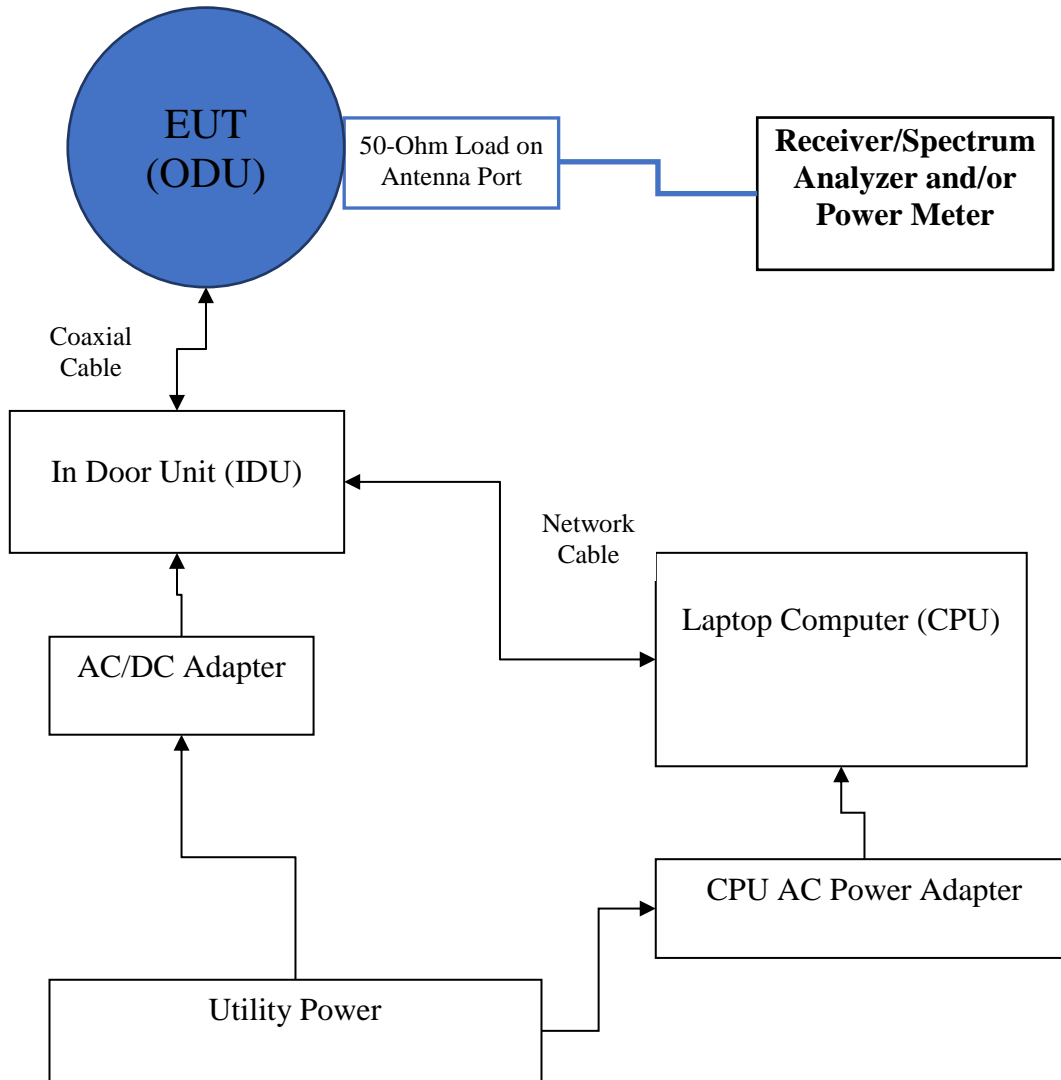 EUT
(ODU)
50-Ohm Load on
Antenna Port
Receiver/Spectrum
Analyzer and/or
Power Meter
Coaxial
Cable
In Door Unit (IDU)
Network
Cable
Laptop Computer (CPU)
AC/DC Adapter
CPU AC Power Adapter
Utility Power